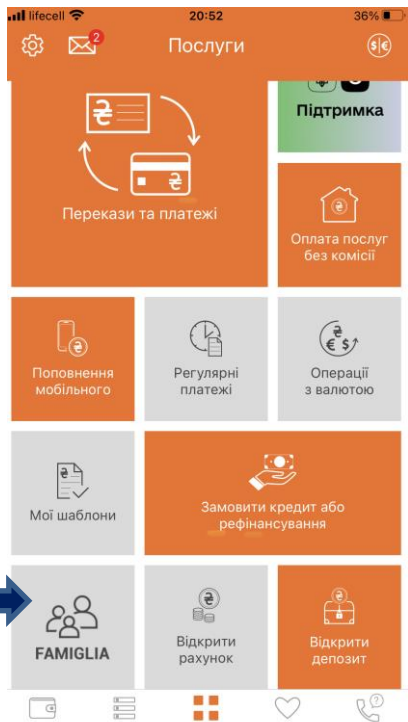 lifecell 20:52 36%
2
Послуги
$ €
Підтримка
₴
₴
Перекази та платежі
₴
Оплата послуг
без комісії
₴
Поповнення
мобільного
Регулярні
платежі
₴
€ $
Операції
з валютою
₴
Мої шаблони
Замовити кредит або
рефінансування
FAMIGLIA
₴
Відкрити
рахунок
₴
Відкрити
депозит
?